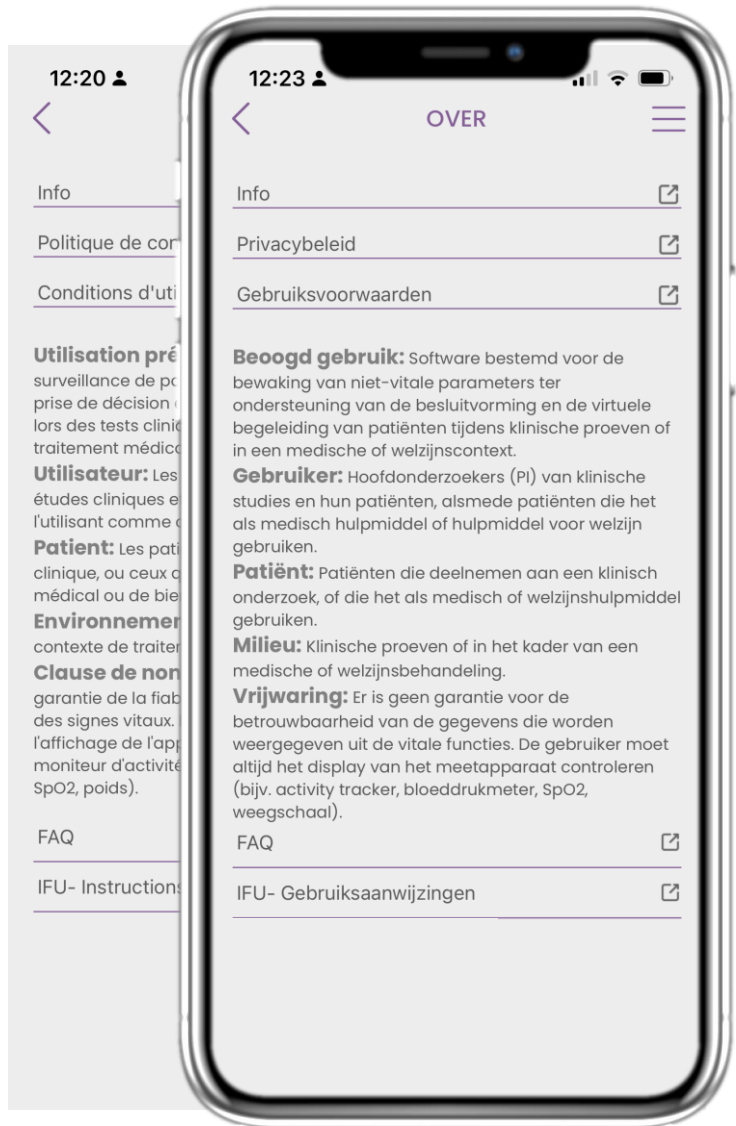 12:20
Info
Politique de con
Conditions d'uti
Utilisation pré
surveillance de pa
prise de décision
lors des tests clini
traitement médica
Utilisateur: Les
études cliniques e
l'utilisant comme
Patient: Les pati
clinique, ou ceux q
médical ou de bie
Environnemen
contexte de traiter
Clause de non
garantie de la fiab
des signes vitaux.
l'affichage de l'app
moniteur d'activité
SpO2, poids).
FAQ
IFU- Instructions
12:23
OVER
Info
Privacybeleid
Gebruiksvoorwaarden
Beoogd gebruik: Software bestemd voor de
bewaking van niet-vitale parameters ter
ondersteuning van de besluitvorming en de virtuele
begeleiding van patiënten tijdens klinische proeven of
in een medische of welzijnscontext.
Gebruiker: Hoofdonderzoekers (PI) van klinische
studies en hun patiënten, alsmede patiënten die het
als medisch hulpmiddel of hulpmiddel voor welzijn
gebruiken.
Patiënt: Patiënten die deelnemen aan een klinisch
onderzoek, of die het als medisch of welzijnshulpmiddel
gebruiken.
Milieu: Klinische proeven of in het kader van een
medische of welzijnsbehandeling.
Vrijwaring: Er is geen garantie voor de
betrouwbaarheid van de gegevens die worden
weergegeven uit de vitale functies. De gebruiker moet
altijd het display van het meetapparaat controleren
(bijv. activity tracker, bloeddrukmeter, SpO2,
weegschaal).
FAQ
IFU- Gebruiksaanwijzingen